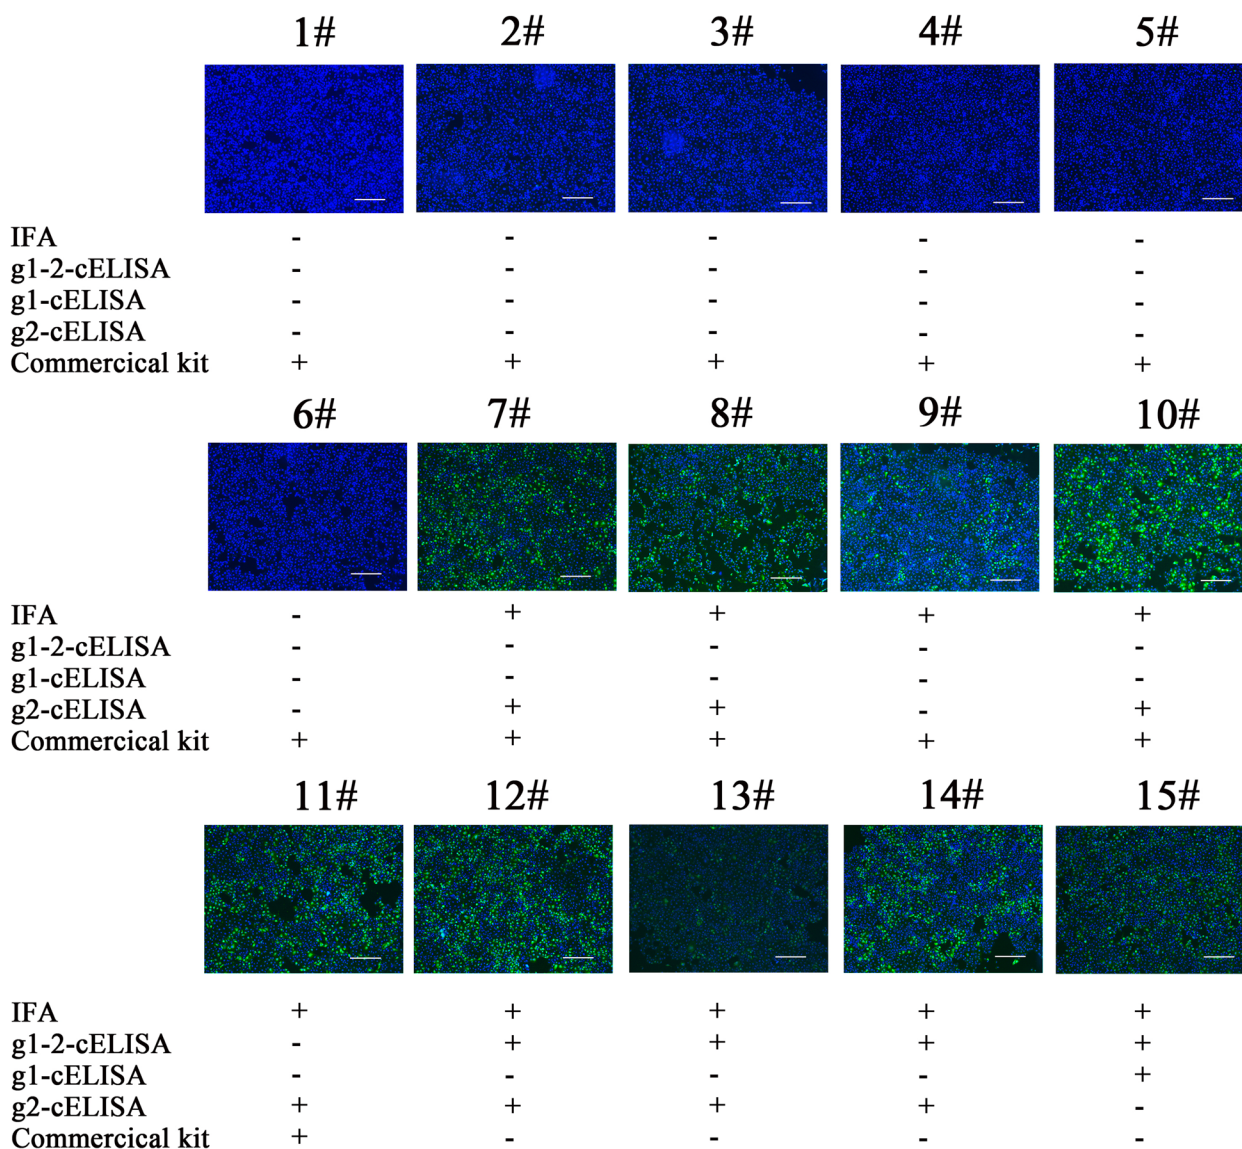 1# 2# 3# 4# 5#
IFA - - - - -
g1-2-cELISA - - - - -
g1-cELISA - - - - -
g2-cELISA - - - - -
Commercical kit + + + + +
6# 7# 8# 9# 10#
IFA - + + + +
g1-2-cELISA - - - - -
g1-cELISA - - - - -
g2-cELISA - + + - +
Commercical kit + + + + +
11# 12# 13# 14# 15#
IFA + + + + +
g1-2-cELISA - + + + +
g1-cELISA - - - - +
g2-cELISA + + + + -
Commercical kit + - - - -